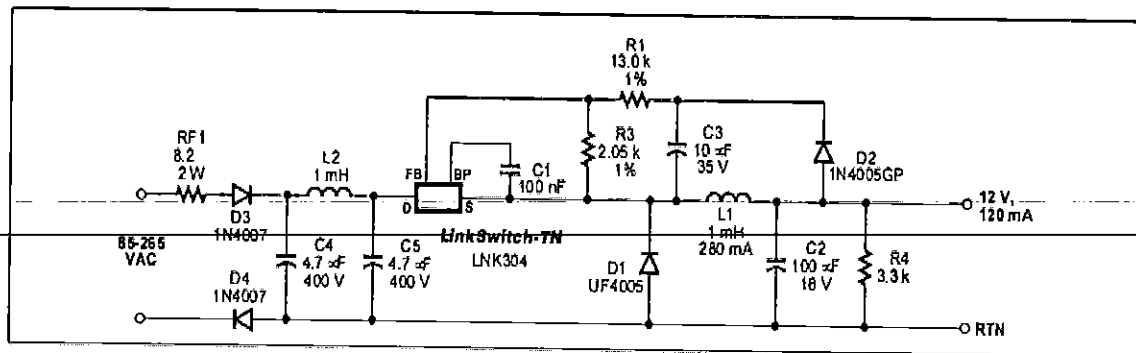 R1
13.0 k
1%
RF1
8.2
2 W
L2
1 mH
FB
BP
D
S
C1
100 nF
R3
2.05 k
1%
C3
10 µF
35 V
D2
1N4005GP
D3
1N4007
85-265
VAC
C4
4.7 µF
400 V
C5
4.7 µF
400 V
LinkSwitch-TN
LNK304
D1
UF4005
L1
1 mH
280 mA
C2
100 µF
16 V
R4
3.3 k
12 V,
120 mA
D4
1N4007
RTN